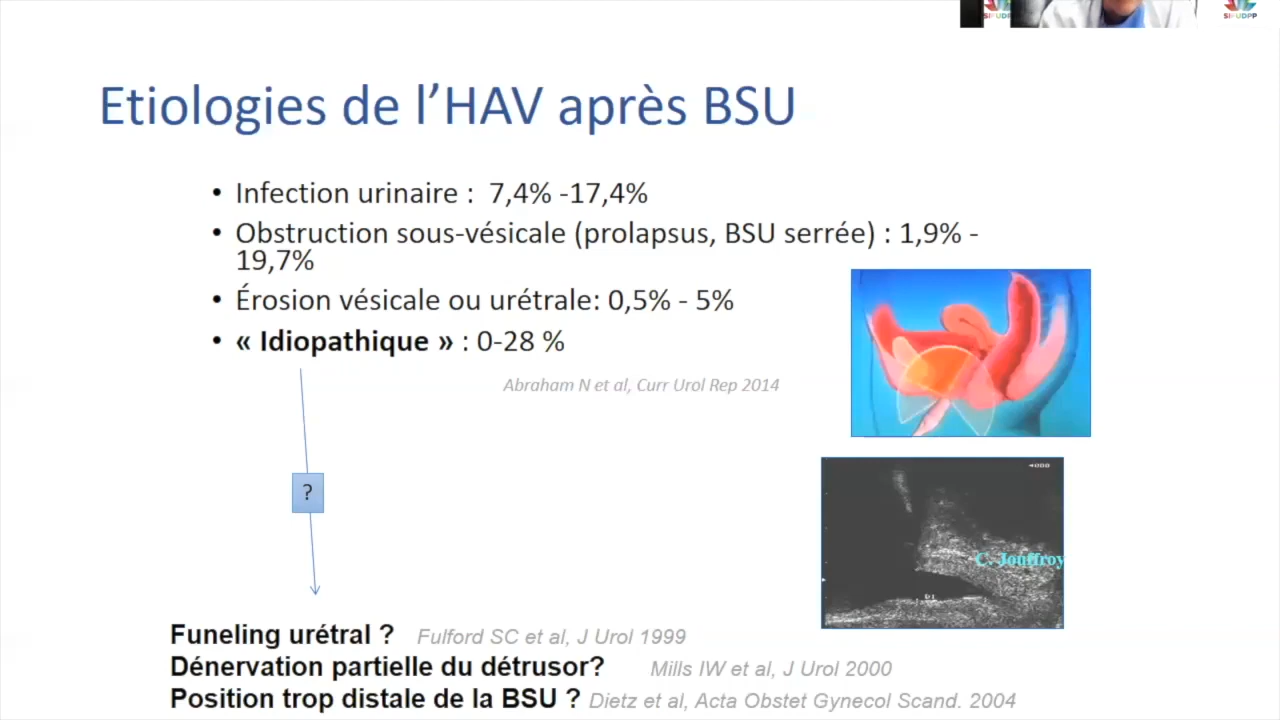 SIFUDPP
Etiologies de l’HAV après BSU
• Infection urinaire : 7,4% -17,4%
• Obstruction sous-vésicale (prolapsus, BSU serrée) : 1,9% -
19,7%
• Érosion vésicale ou urétrale: 0,5% - 5%
• « Idiopathique » : 0-28 %
Abraham N et al, Curr Urol Rep 2014
?
C. Jouffroy
Funeling urétral ? Fulford SC et al, J Urol 1999
Dénervation partielle du détrusor? Mills IW et al, J Urol 2000
Position trop distale de la BSU ? Dietz et al, Acta Obstet Gynecol Scand. 2004